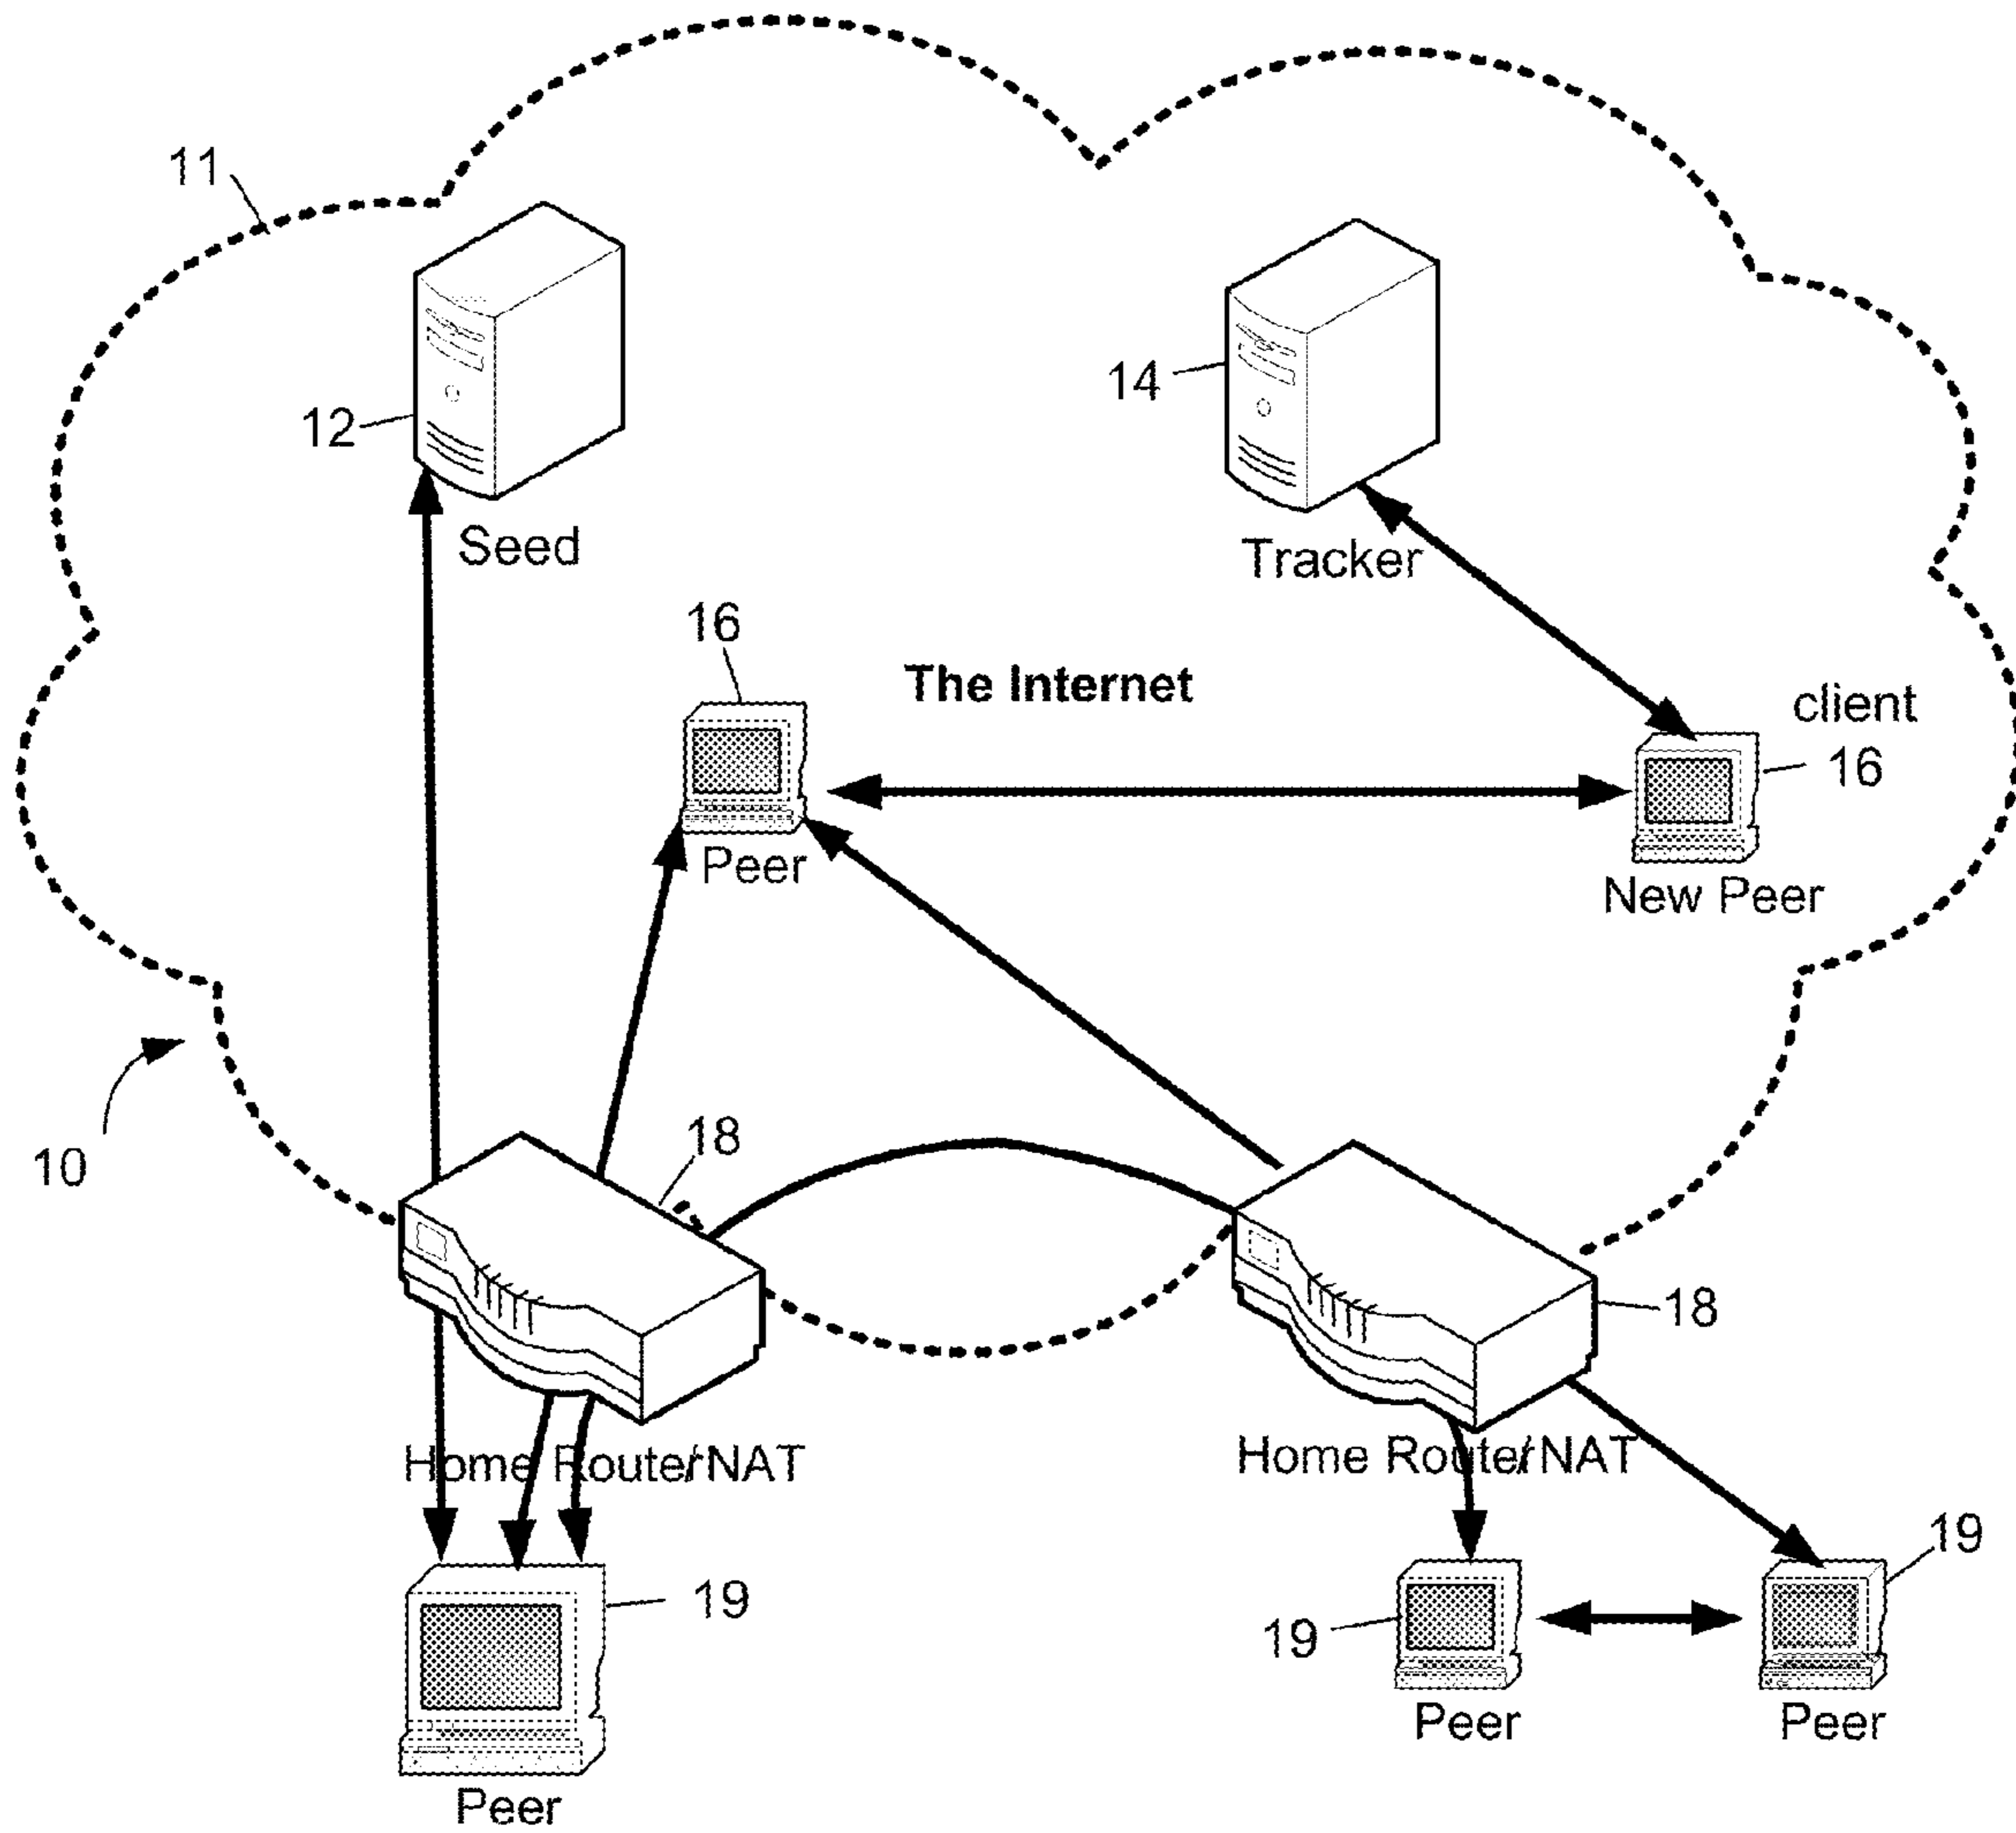 11
12
14
Seed
Tracker
16
The Internet
client
16
Peer
New Peer
10
18
18
Home Router/NAT
Home Router/NAT
19
19
19
Peer
Peer
Peer